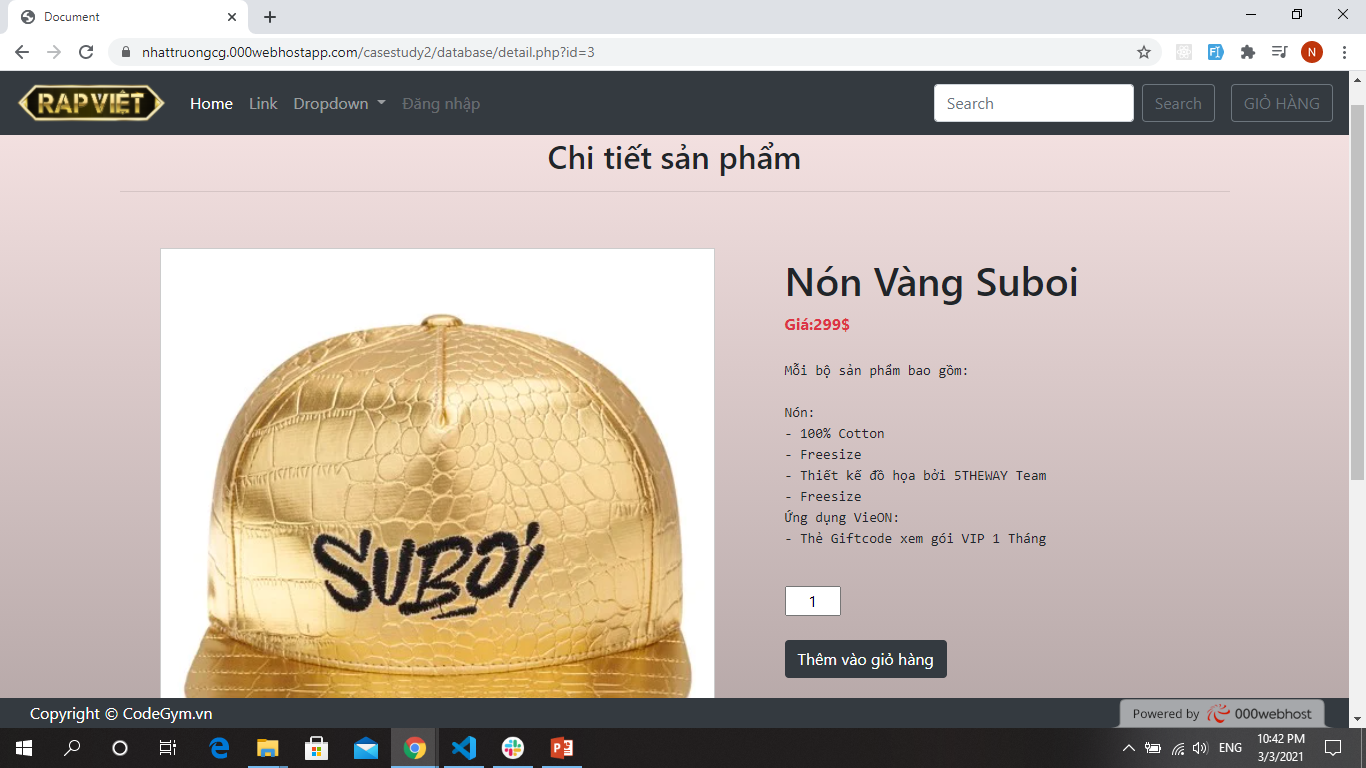 Document
nhattruongcg.000webhostapp.com/casestudy2/database/detail.php?id=3
N
RAP VIỆT
Home Link Dropdown Đăng nhập
Search
Search
GIỎ HÀNG
Chi tiết sản phẩm
SUBOI
Nón Vàng Suboi
Giá:299$
Mỗi bộ sản phẩm bao gồm:
Nón:
- 100% Cotton
- Freesize
- Thiết kế đồ họa bởi 5THEWAY Team
- Freesize
Ứng dụng VieON:
- Thẻ Giftcode xem gói VIP 1 Tháng
1
Thêm vào giỏ hàng
Copyright © CodeGym.vn
Powered by 000webhost
ENG
10:42 PM
3/3/2021